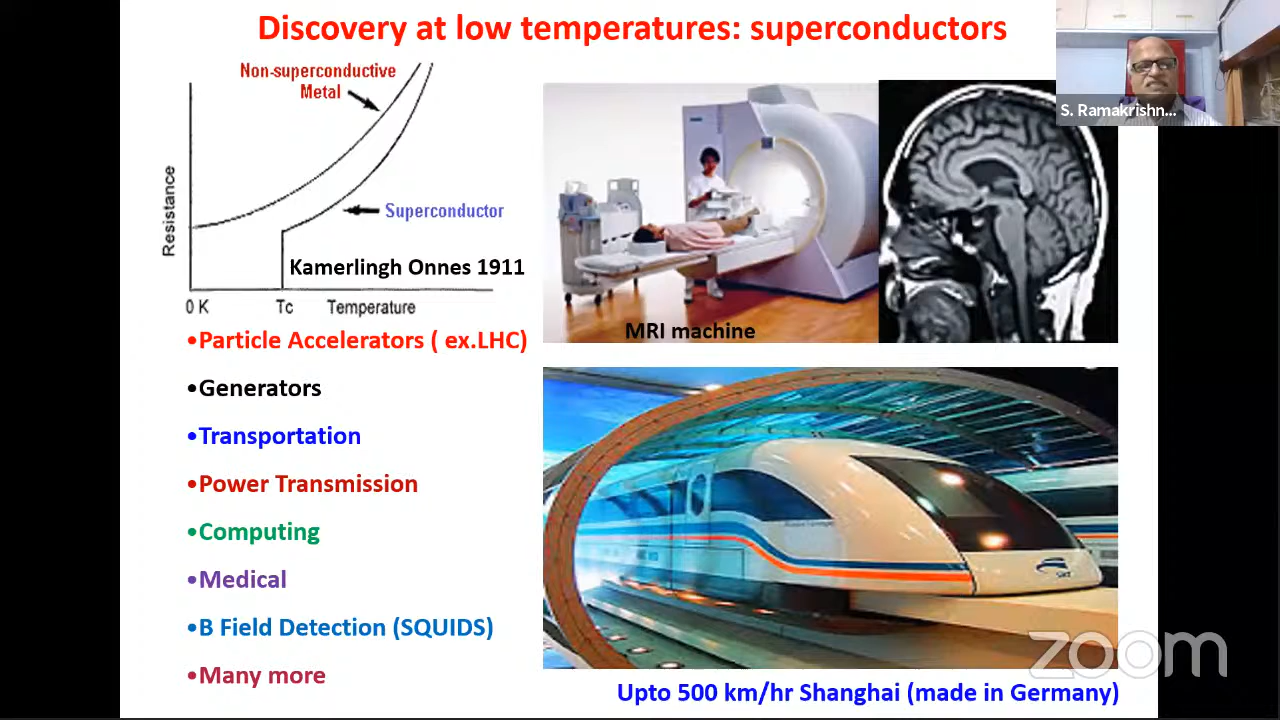 Discovery at low temperatures: superconductors
S. Ramakrishn...
Non-superconductive
Metal
Resistance
Superconductor
Kamerlingh Onnes 1911
0 K
Tc
Temperature
MRI machine
•Particle Accelerators ( ex.LHC)
•Generators
•Transportation
•Power Transmission
•Computing
•Medical
•B Field Detection (SQUIDS)
•Many more
zoom
Upto 500 km/hr Shanghai (made in Germany)